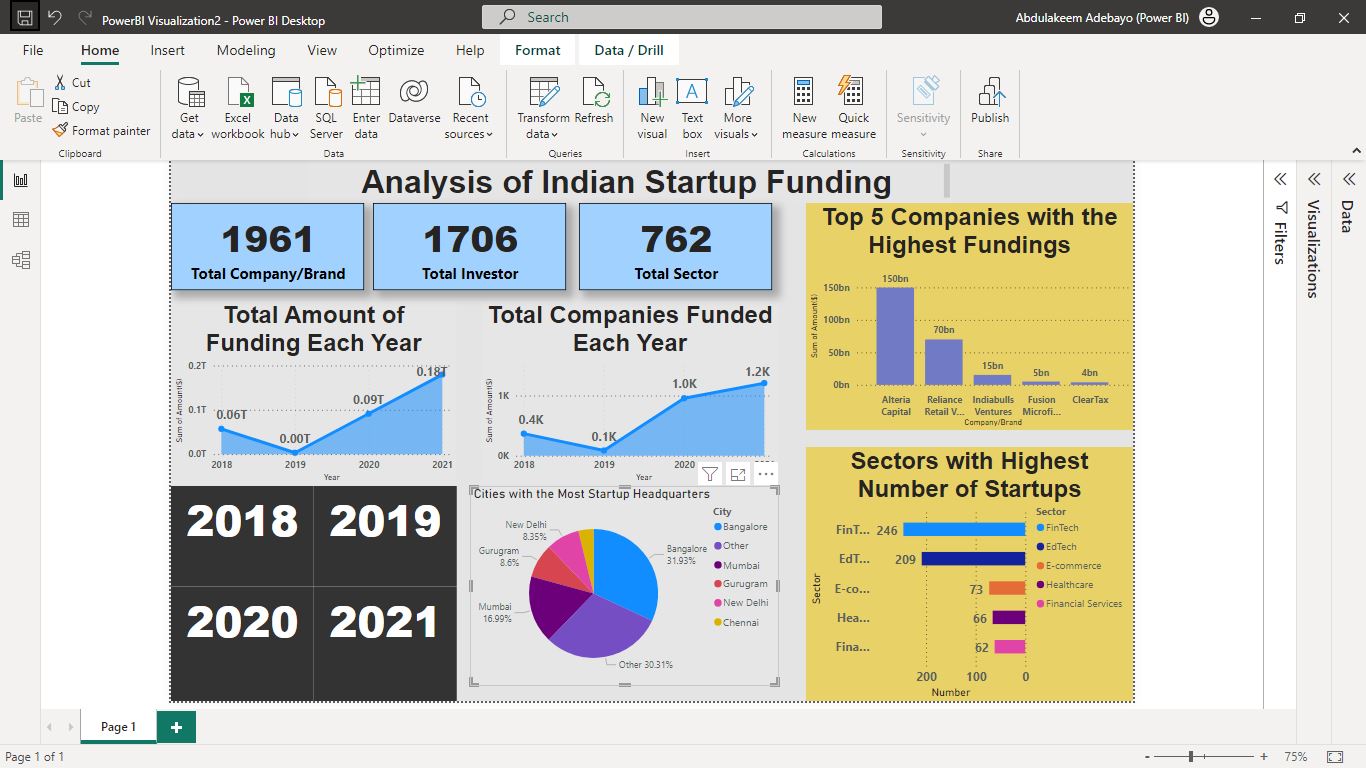 PowerBI Visualization2 - Power BI Desktop
Search
Abdulakeem Adebayo (Power BI)
File Home Insert Modeling View Optimize Help Format Data / Drill
Paste
Cut
Copy
Format painter
Clipboard
Get data
Excel workbook
Data hub
SQL Server
Enter data
Dataverse
Recent sources
Data
Transform data
Refresh
Queries
New visual
Text box
More visuals
Insert
New measure
Quick measure
Calculations
Sensitivity
Sensitivity
Publish
Share
Analysis of Indian Startup Funding
1961
Total Company/Brand
1706
Total Investor
762
Total Sector
Total Amount of
Funding Each Year
Sum of Amount($)
0.2T
0.1T
0.0T
0.06T
0.00T
0.09T
0.18T
2018 2019 2020 2021
Year
Total Companies Funded
Each Year
Sum of Amount($)
1K
0K
0.4K
0.1K
1.0K
1.2K
2018 2019 2020
Year
Top 5 Companies with the
Highest Fundings
Sum of Amount($)
150bn
100bn
50bn
0bn
150bn
70bn
15bn
5bn
4bn
Alteria Capital
Reliance Retail V...
Indiabulls Ventures
Fusion Microfi...
ClearTax
Company/Brand
2018 2019
2020 2021
Cities with the Most Startup Headquarters
New Delhi
8.35%
Gurugram
8.6%
Mumbai
16.99%
Bangalore
31.93%
Other 30.31%
City
Bangalore
Other
Mumbai
Gurugram
New Delhi
Chennai
Sectors with Highest
Number of Startups
Sector
FinT... 246
EdT... 209
E-co... 73
Hea... 66
Fina... 62
200 100 0
Number
Sector
FinTech
EdTech
E-commerce
Healthcare
Financial Services
Filters
Visualizations
Data
Page 1
Page 1 of 1
75%